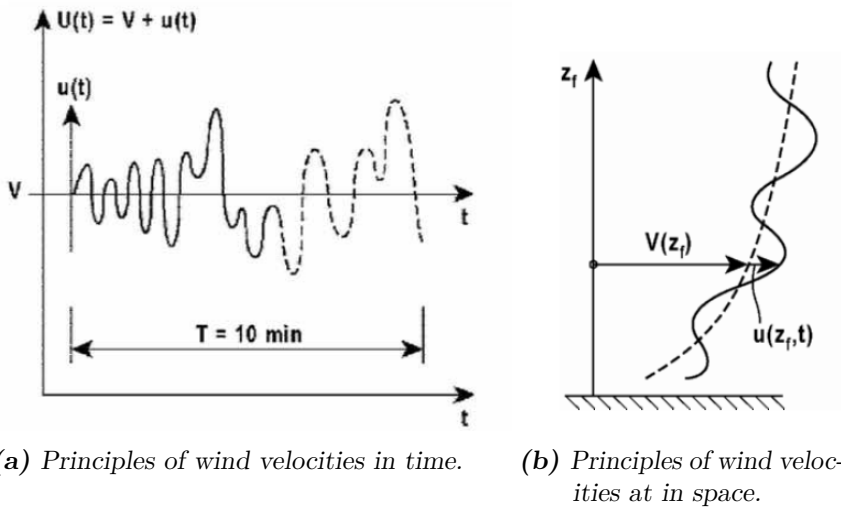 U(t) = V + u(t)
u(t)
V
t
T = 10 min
t
z_f
V(z_f)
u(z_f,t)
(a) Principles of wind velocities in time.
(b) Principles of wind veloc-
ities at in space.